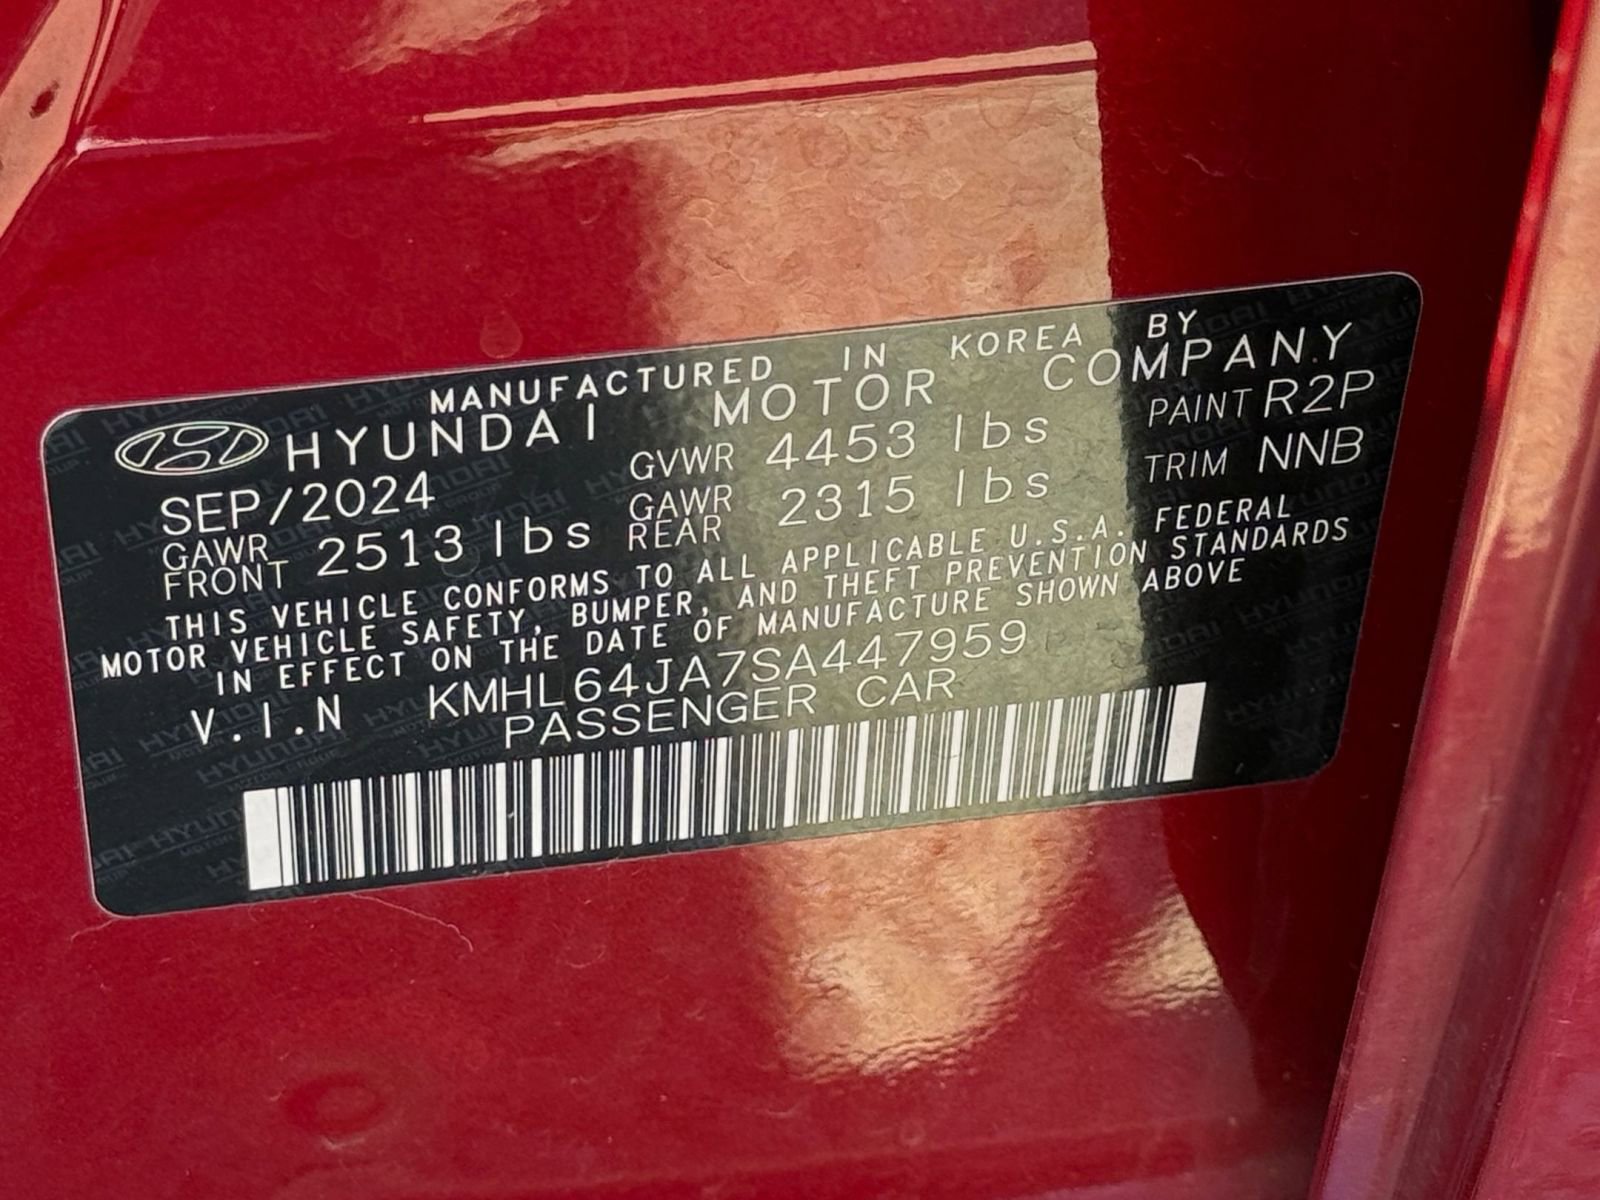 MANUFACTURED IN KOREA BY
HYUNDAI MOTOR COMPANY
SEP/2024 GVWR 4453 lbs PAINT R2P
GAWR FRONT 2513 lbs GAWR REAR 2315 lbs TRIM NNB
THIS VEHICLE CONFORMS TO ALL APPLICABLE U.S.A. FEDERAL
MOTOR VEHICLE SAFETY, BUMPER, AND THEFT PREVENTION STANDARDS
IN EFFECT ON THE DATE OF MANUFACTURE SHOWN ABOVE
V.I.N KMHL64JA7SA447959
PASSENGER CAR